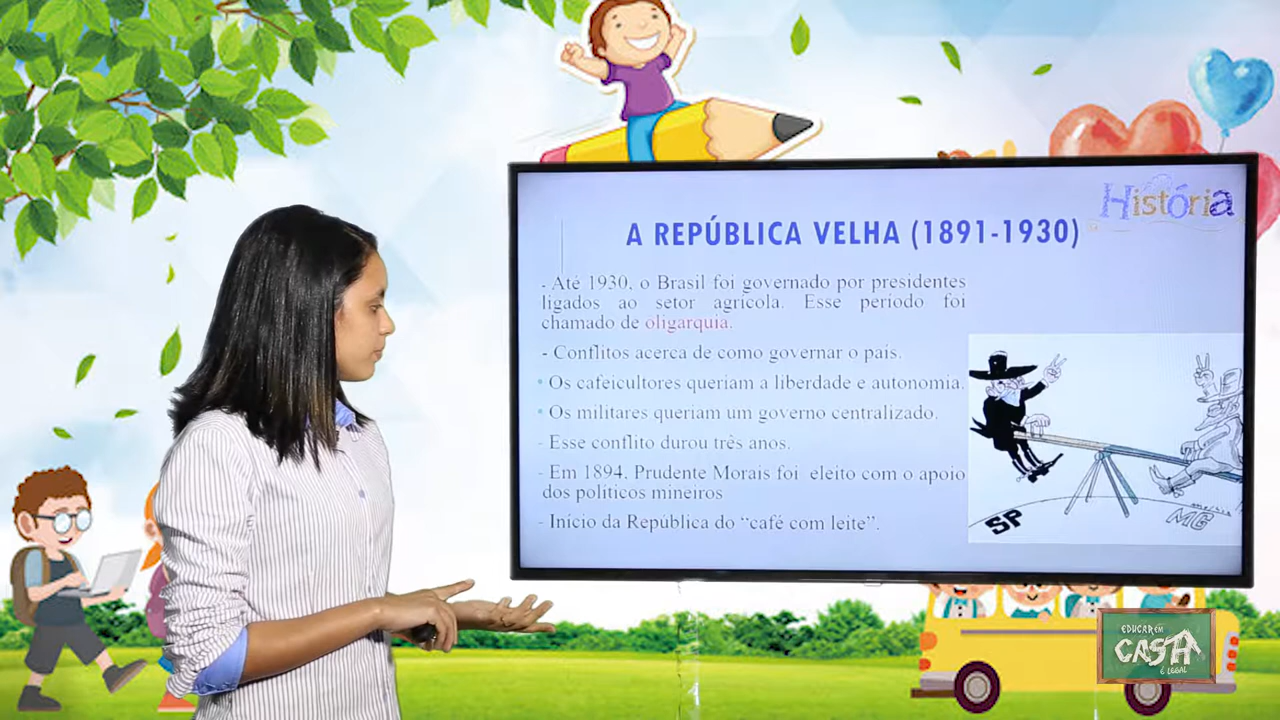 História
A REPÚBLICA VELHA (1891-1930)
- Até 1930, o Brasil foi governado por presidentes
ligados ao setor agrícola. Esse período foi
chamado de oligarquia.
- Conflitos acerca de como governar o país.
• Os cafeicultores queriam a liberdade e autonomia.
• Os militares queriam um governo centralizado.
- Esse conflito durou três anos.
- Em 1894, Prudente Morais foi eleito com o apoio
dos políticos mineiros
- Início da República do “café com leite”.
SP
MG
EDUCAR EM
CASA
É LEGAL